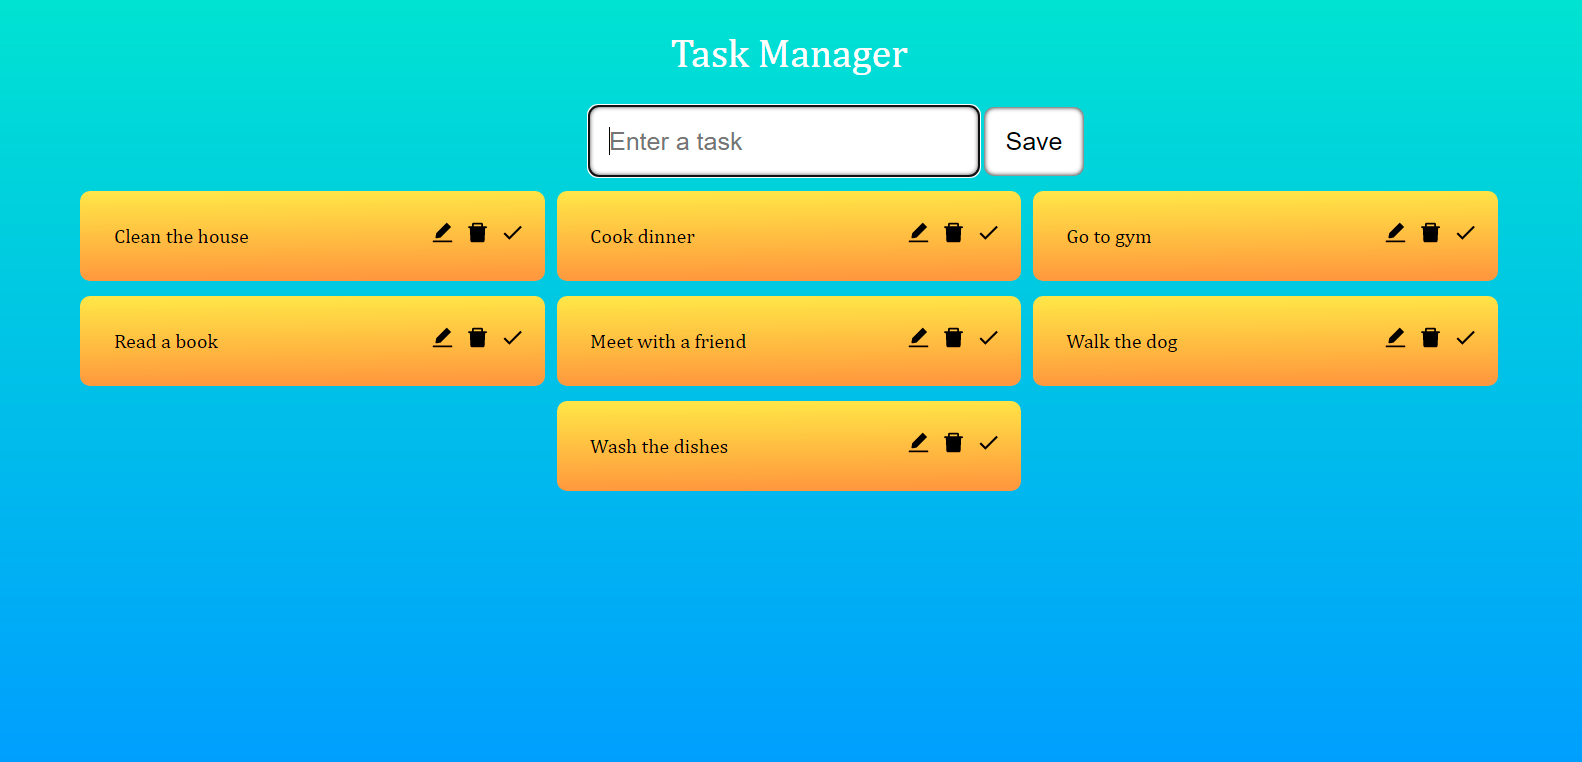 Task Manager
Enter a task
Save
Clean the house
Cook dinner
Go to gym
Read a book
Meet with a friend
Walk the dog
Wash the dishes